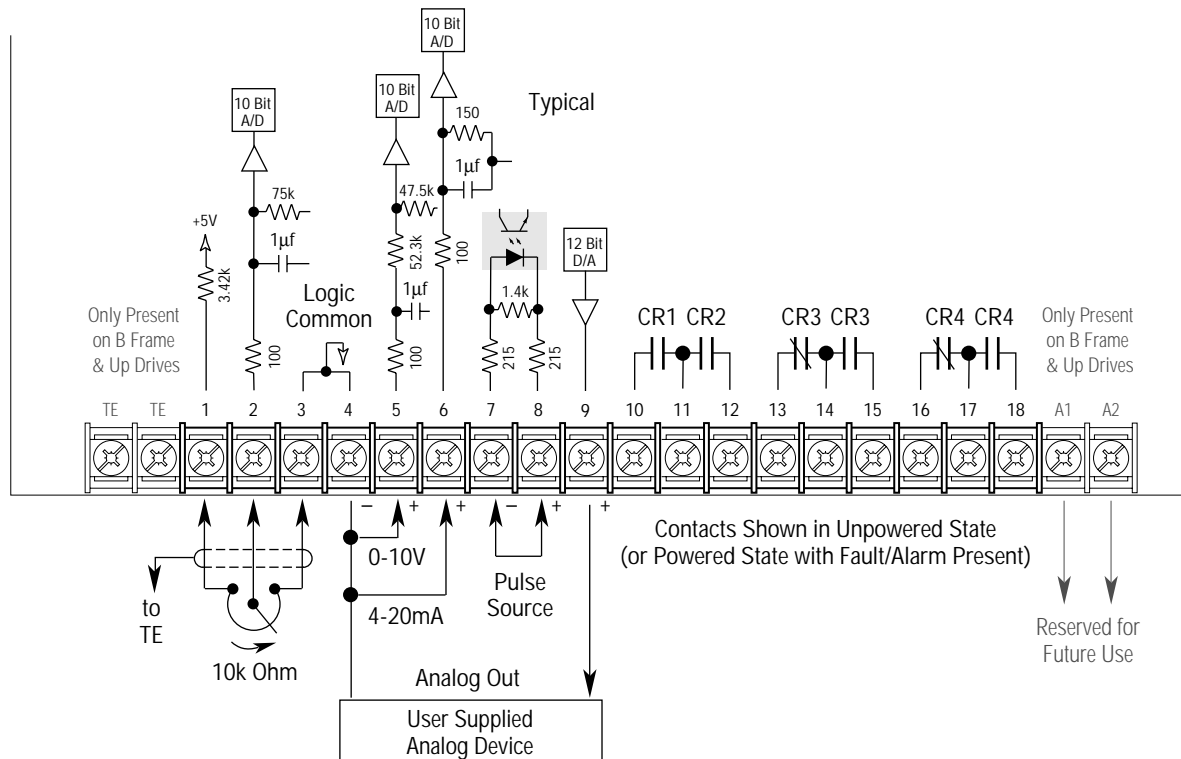 10 Bit
A/D
10 Bit
A/D
10 Bit
A/D
Typical
150
1µf
75k
47.5k
+5V
3.42k
1µf
52.3k
100
12 Bit
D/A
Logic
Common
1µf
1.4k
Only Present
on B Frame
& Up Drives
100
100
215
215
CR1 CR2
CR3 CR3
CR4 CR4
Only Present
on B Frame
& Up Drives
TE TE 1 2 3 4 5 6 7 8 9 10 11 12 13 14 15 16 17 18 A1 A2
– + + – + +
0-10V
Contacts Shown in Unpowered State
(or Powered State with Fault/Alarm Present)
Pulse
Source
to
TE
4-20mA
10k Ohm
Reserved for
Future Use
Analog Out
User Supplied
Analog Device